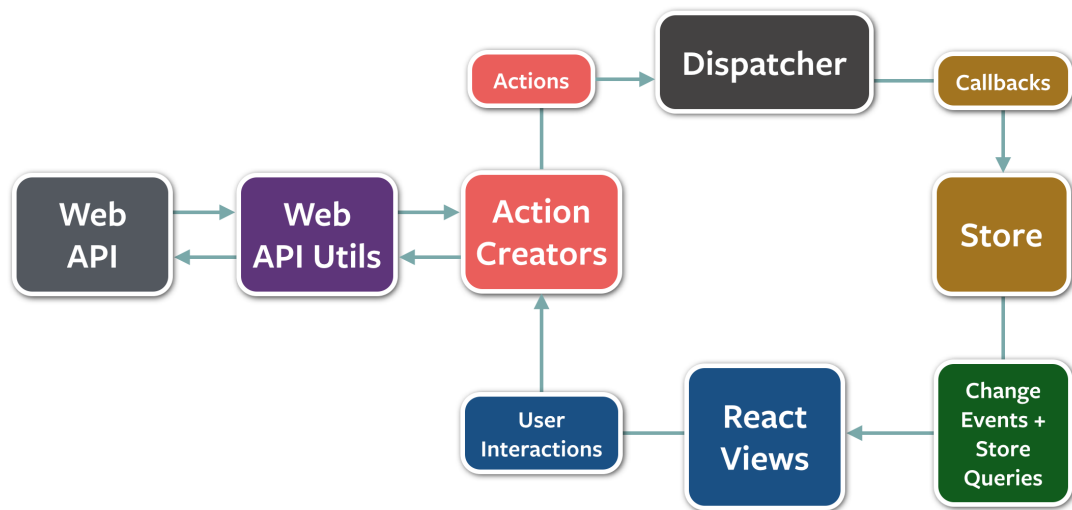 Actions
Dispatcher
Callbacks
Web
API
Web
API Utils
Action
Creators
Store
User
Interactions
React
Views
Change
Events +
Store
Queries